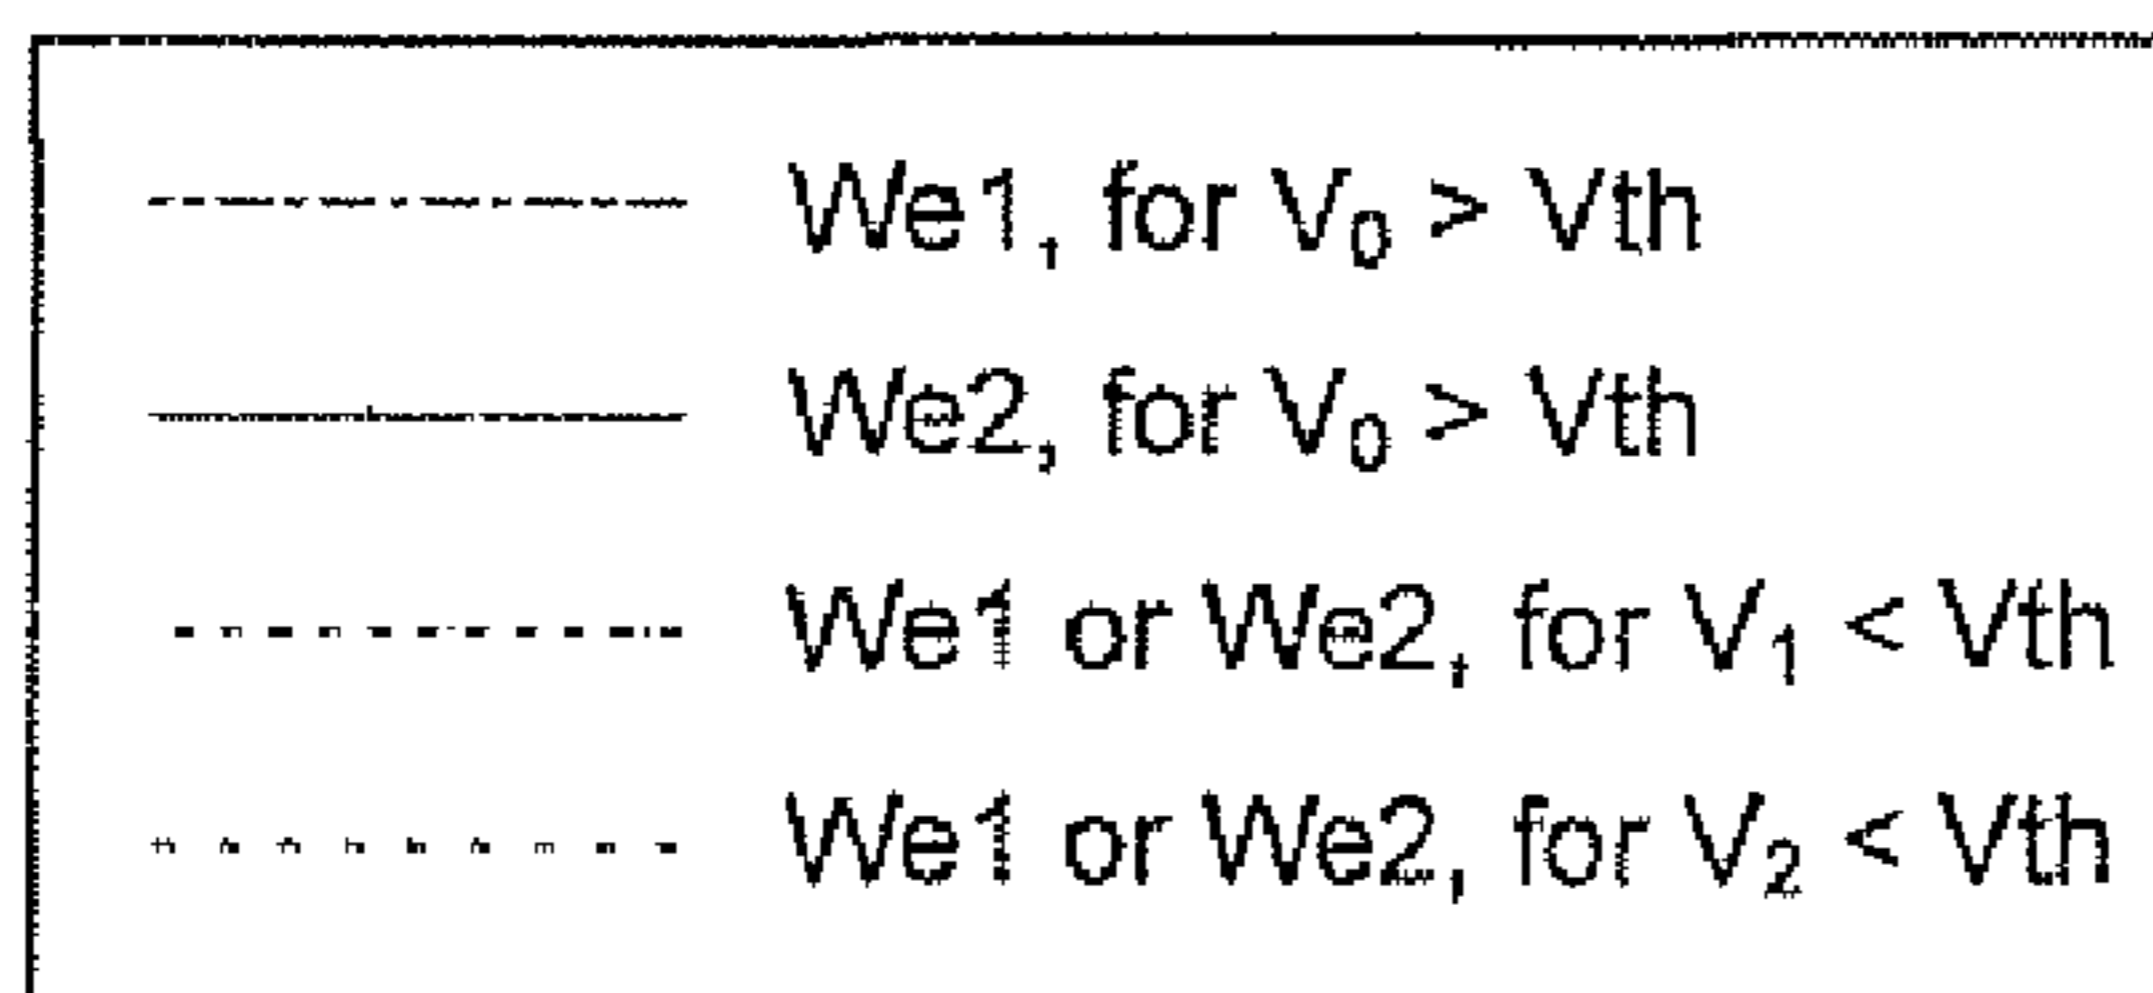 We1, for V₀ > Vth
We2, for V₀ > Vth
We1 or We2, for V₁ < Vth
We1 or We2, for V₂ < Vth